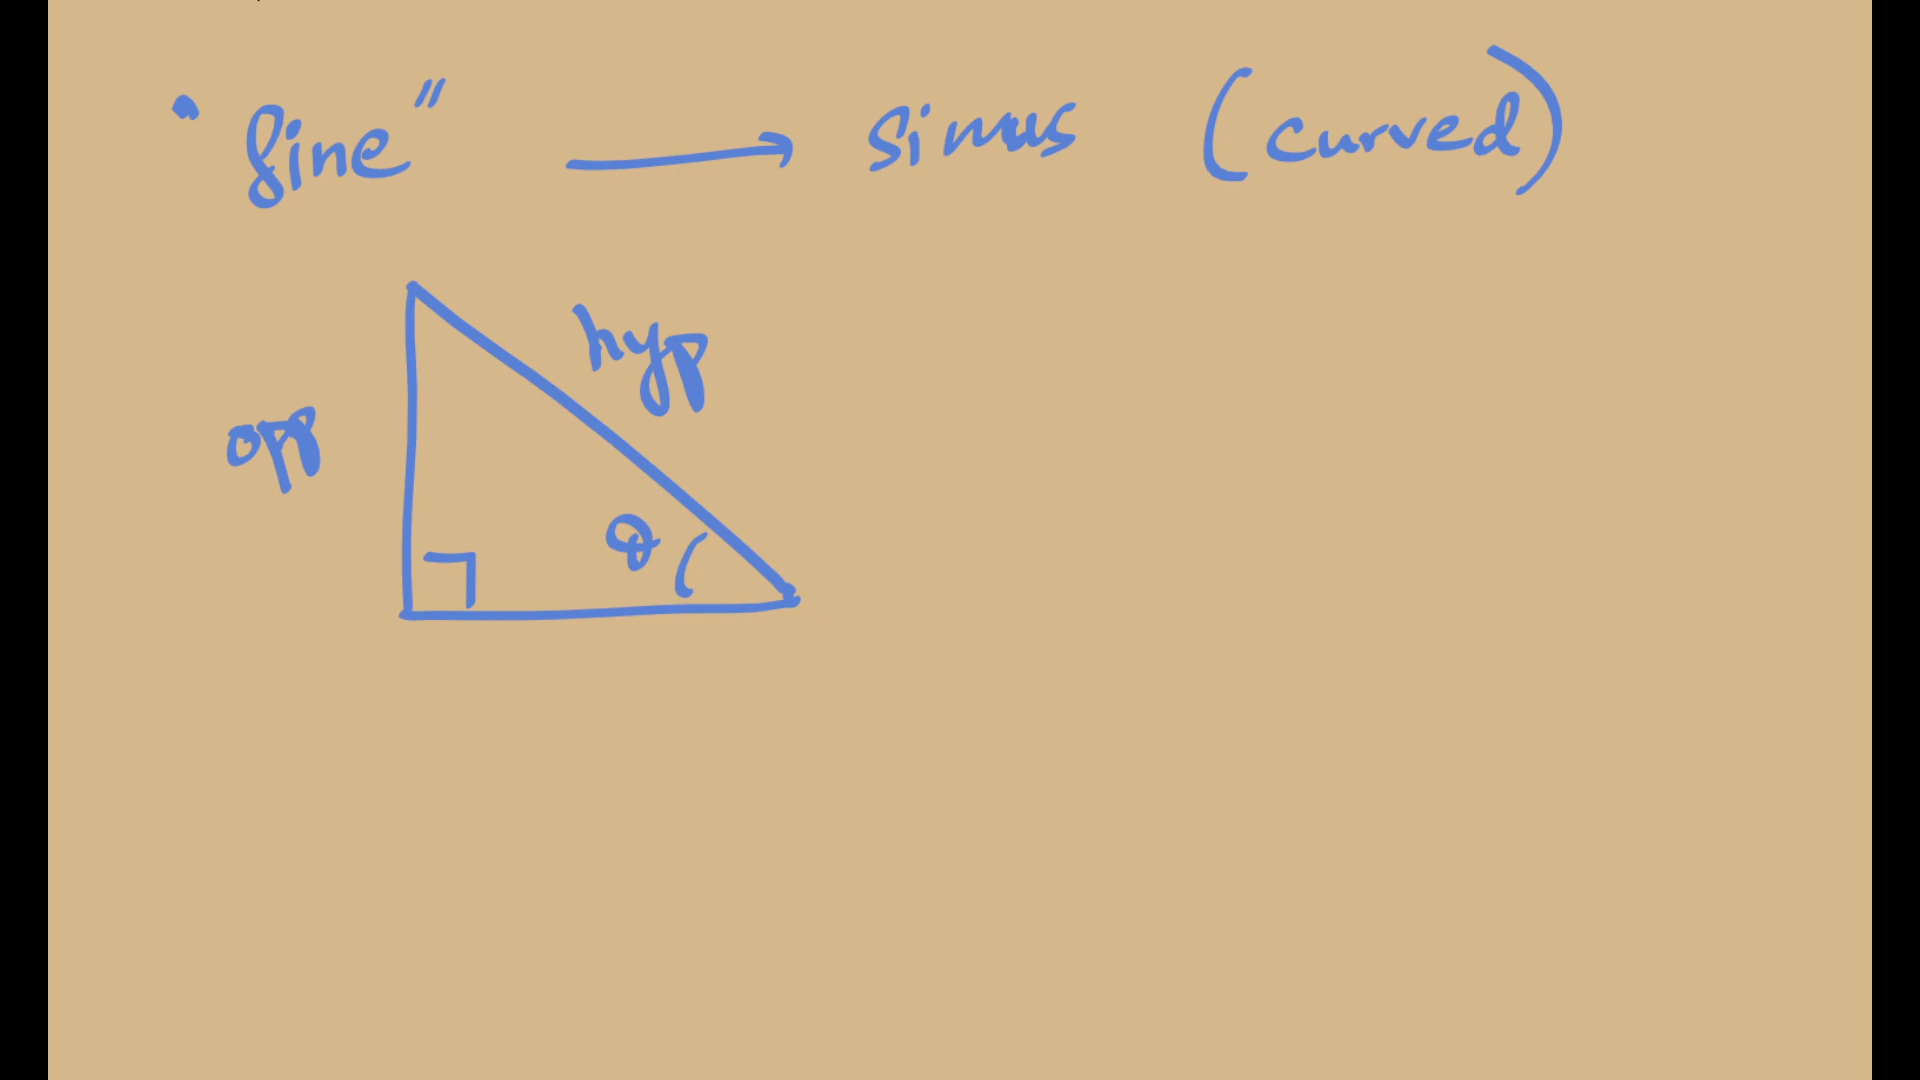 "sine" → sinus (curved)
hyp
opp
θ